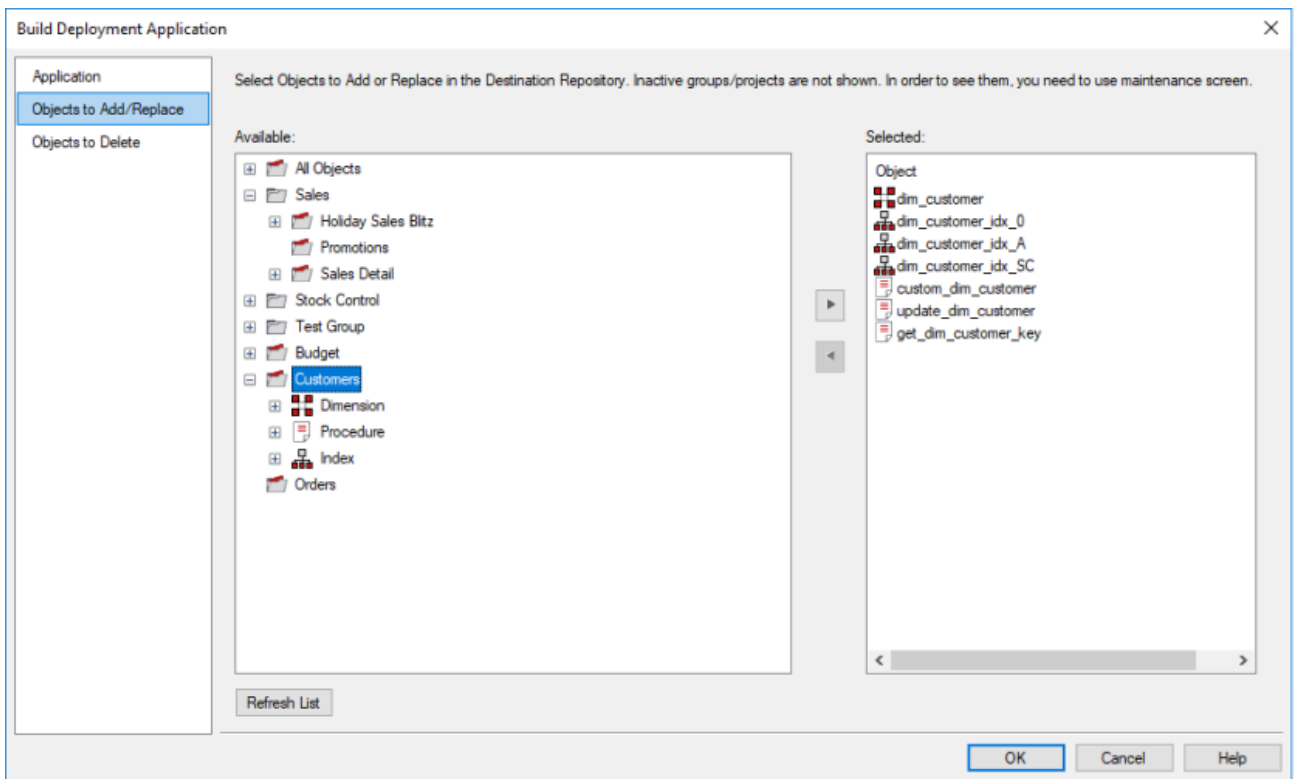 Build Deployment Application
Application
Objects to Add/Replace
Objects to Delete
Select Objects to Add or Replace in the Destination Repository. Inactive groups/projects are not shown. In order to see them, you need to use maintenance screen.
Available:
All Objects
Sales
Holiday Sales Blitz
Promotions
Sales Detail
Stock Control
Test Group
Budget
Customers
Dimension
Procedure
Index
Orders
Refresh List
Selected:
Object
dim_customer
dim_customer_idx_0
dim_customer_idx_A
dim_customer_idx_SC
custom_dim_customer
update_dim_customer
get_dim_customer_key
OK
Cancel
Help